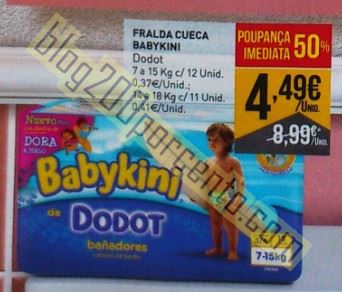 FRALDA CUECA
BABYKINI
Dodot
7 a 15 Kg c/ 12 Unid.
0,37€/Unid.;
13 a 18 Kg c/ 11 Unid.
0,41€/Unid.
POUPANÇA
IMEDIATA 50%
4,49€
/UNID.
8,99€*
/UNID.
Nuevo
DORA
Babykini
de DODOT
bañadores
7-15kg
blog200porcento.com